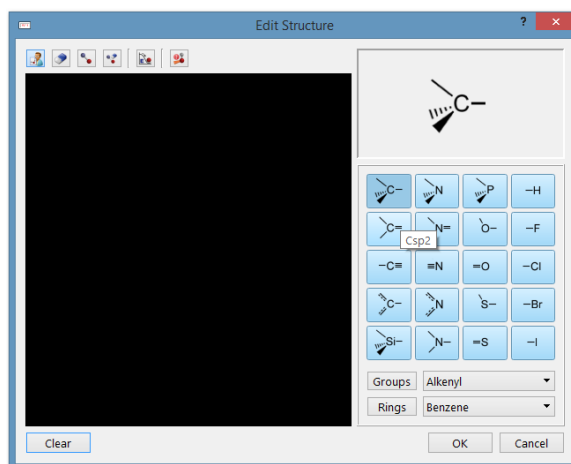 Edit Structure
?
C–
C– N P –H
C= N= O– –F
Csp2
–C≡ ≡N =O –Cl
C– N S– –Br
Si– N– =S –I
Groups Alkenyl
Rings Benzene
Clear OK Cancel